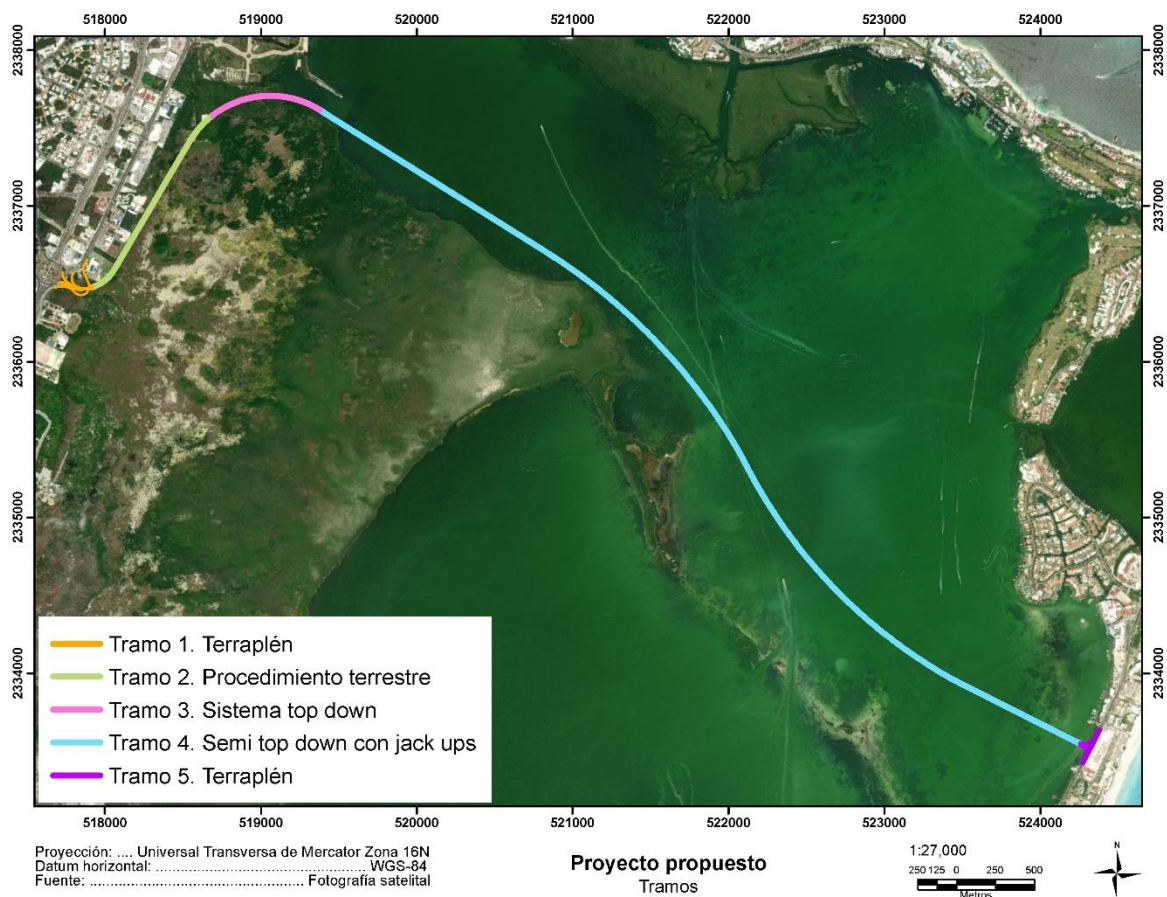 518000 519000 520000 521000 522000 523000 524000
2338000 2338000
2337000 2337000
2336000 2336000
2335000 2335000
2334000 2334000
Tramo 1. Terraplén
Tramo 2. Procedimiento terrestre
Tramo 3. Sistema top down
Tramo 4. Semi top down con jack ups
Tramo 5. Terraplén
518000 519000 520000 521000 522000 523000 524000
Proyección: .... Universal Transversa de Mercator Zona 16N
Datum horizontal: .......................................... WGS-84
Fuente: ................................................ Fotografía satelital
Proyecto propuesto
Tramos
1:27,000
250 125 0 250 500
Metros
N